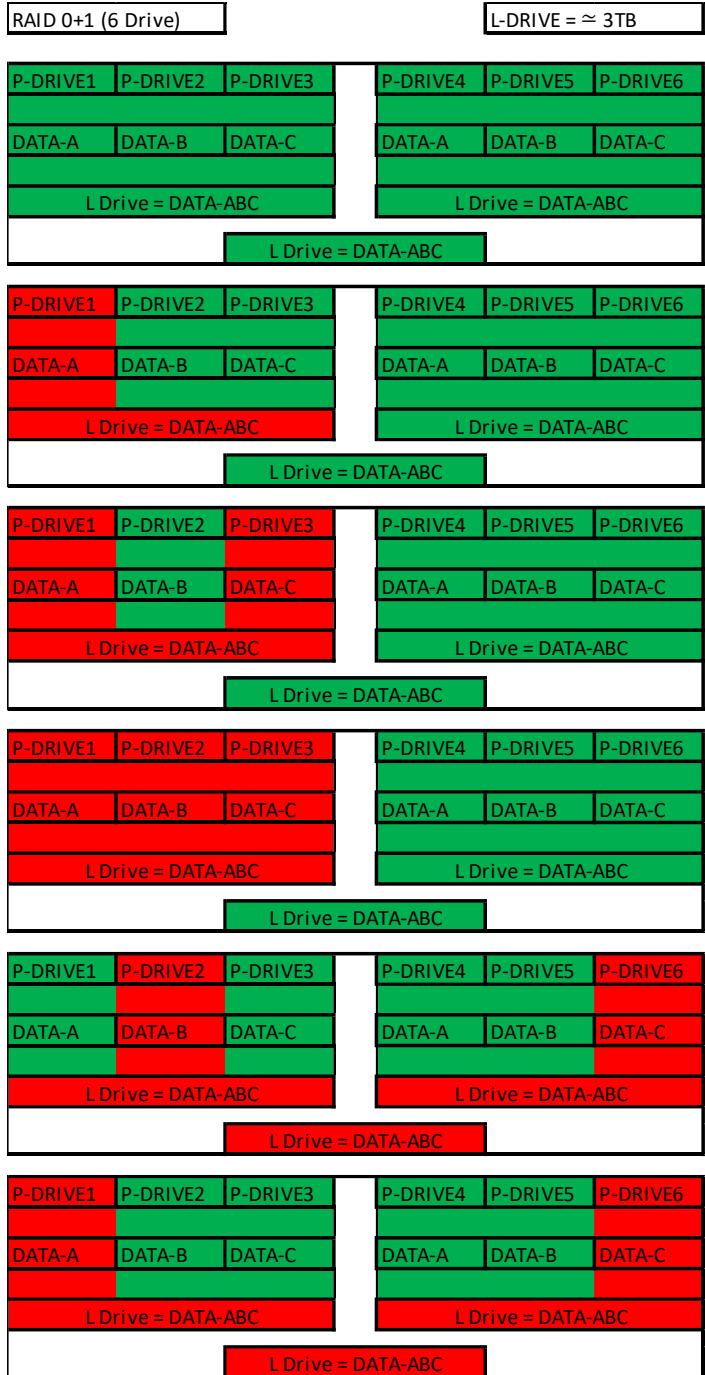 RAID 0+1 (6 Drive) L-DRIVE = ≃ 3TB
P-DRIVE1 P-DRIVE2 P-DRIVE3 P-DRIVE4 P-DRIVE5 P-DRIVE6
DATA-A DATA-B DATA-C DATA-A DATA-B DATA-C
L Drive = DATA-ABC L Drive = DATA-ABC
L Drive = DATA-ABC
P-DRIVE1 P-DRIVE2 P-DRIVE3 P-DRIVE4 P-DRIVE5 P-DRIVE6
DATA-A DATA-B DATA-C DATA-A DATA-B DATA-C
L Drive = DATA-ABC L Drive = DATA-ABC
L Drive = DATA-ABC
P-DRIVE1 P-DRIVE2 P-DRIVE3 P-DRIVE4 P-DRIVE5 P-DRIVE6
DATA-A DATA-B DATA-C DATA-A DATA-B DATA-C
L Drive = DATA-ABC L Drive = DATA-ABC
L Drive = DATA-ABC
P-DRIVE1 P-DRIVE2 P-DRIVE3 P-DRIVE4 P-DRIVE5 P-DRIVE6
DATA-A DATA-B DATA-C DATA-A DATA-B DATA-C
L Drive = DATA-ABC L Drive = DATA-ABC
L Drive = DATA-ABC
P-DRIVE1 P-DRIVE2 P-DRIVE3 P-DRIVE4 P-DRIVE5 P-DRIVE6
DATA-A DATA-B DATA-C DATA-A DATA-B DATA-C
L Drive = DATA-ABC L Drive = DATA-ABC
L Drive = DATA-ABC
P-DRIVE1 P-DRIVE2 P-DRIVE3 P-DRIVE4 P-DRIVE5 P-DRIVE6
DATA-A DATA-B DATA-C DATA-A DATA-B DATA-C
L Drive = DATA-ABC L Drive = DATA-ABC
L Drive = DATA-ABC